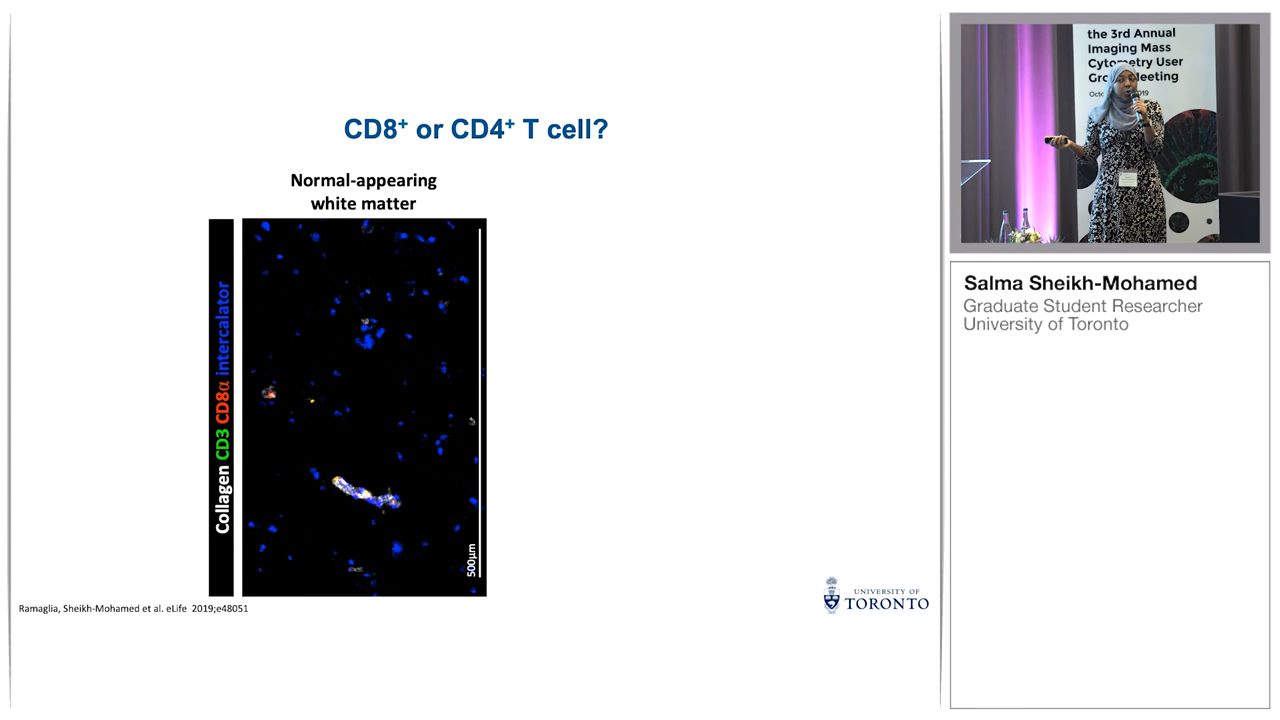 CD8⁺ or CD4⁺ T cell?
Normal-appearing
white matter
Collagen CD3 CD8α intercalator
500µm
Ramaglia, Sheikh-Mohamed et al. eLife 2019;e48051
UNIVERSITY OF
TORONTO
the 3rd Annual
Imaging Mass
Cytometry User
Meeting
2019
Salma Sheikh-Mohamed
Graduate Student Researcher
University of Toronto